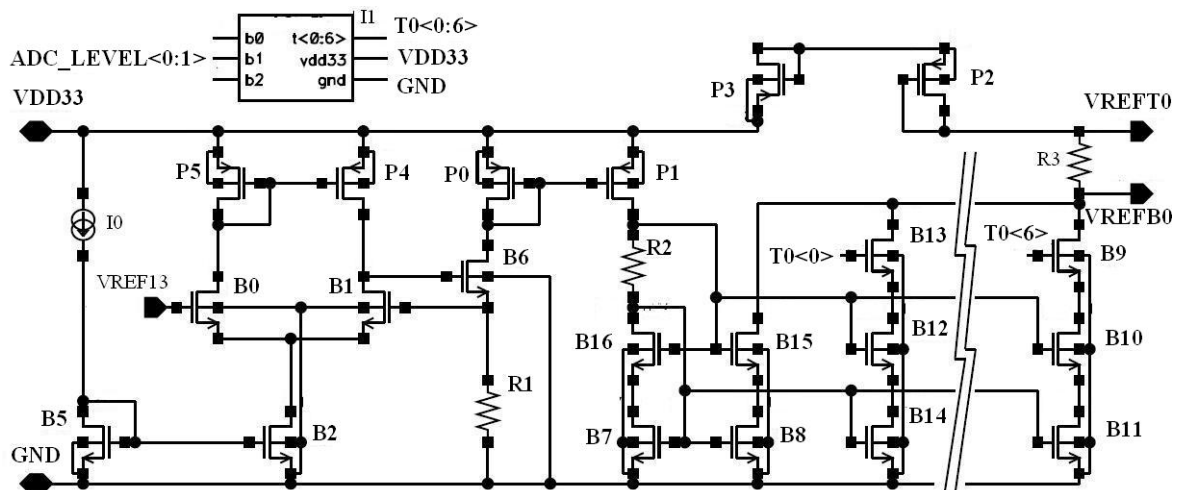 I1
b0 t<0:6> T0<0:6>
ADC_LEVEL<0:1> b1 vdd33 VDD33
b2 gnd GND
VDD33
P3 P2
VREFT0
P5 P4 P0 P1
R3
I0
VREFB0
B13 T0<6>
R2
T0<0> B9
B6
VREF13 B0 B1
B16 B15 B12 B10
R1
B5 B2 B7 B8 B14 B11
GND